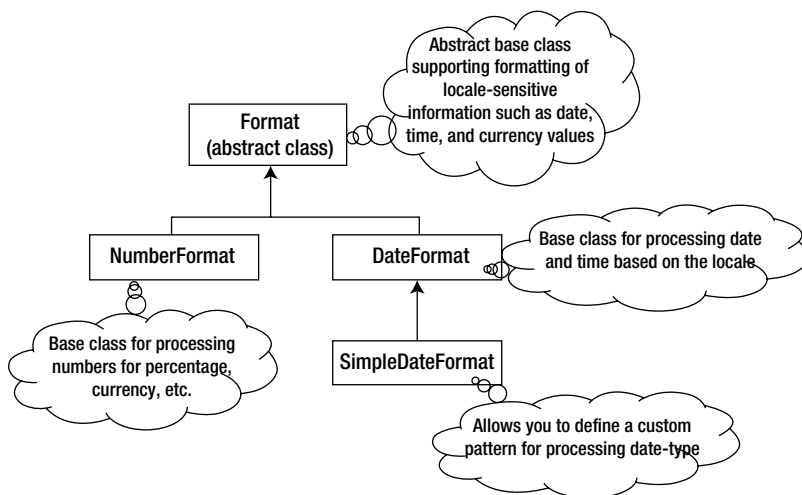 Abstract base class
supporting formatting of
locale-sensitive
information such as date,
time, and currency values
Format
(abstract class)
NumberFormat
DateFormat
Base class for processing date
and time based on the locale
Base class for processing
numbers for percentage,
currency, etc.
SimpleDateFormat
Allows you to define a custom
pattern for processing date-type